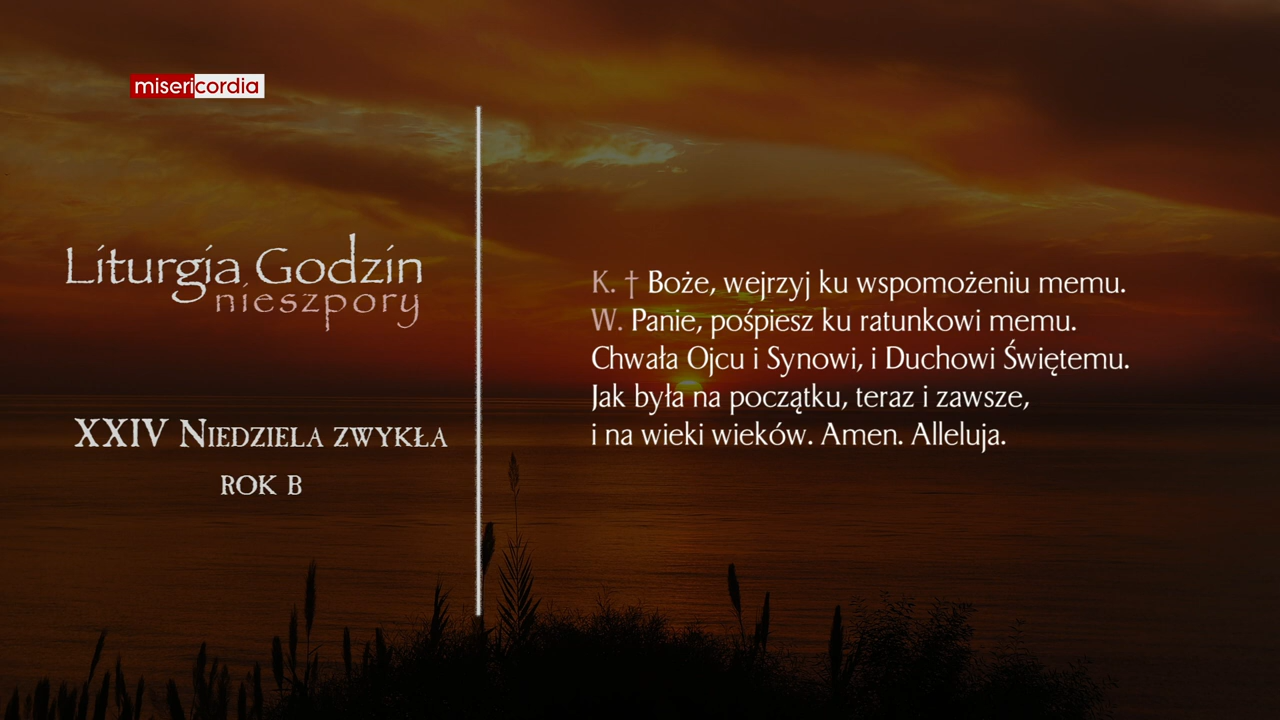 misericordia
Liturgia Godzin
nieszpory
XXIV Niedziela zwykła
rok B
K. † Boże, wejrzyj ku wspomożeniu memu.
W. Panie, pośpiesz ku ratunkowi memu.
Chwała Ojcu i Synowi, i Duchowi Świętemu.
Jak była na początku, teraz i zawsze,
i na wieki wieków. Amen. Alleluja.